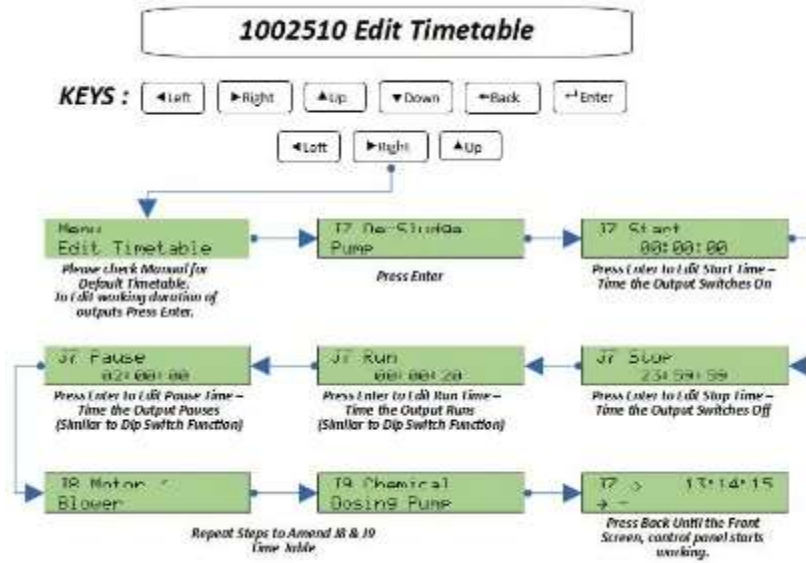 1002510 Edit Timetable
KEYS : ◄Left ►Right ▲Up ▼Down ←Back ↵Enter
◄Left ►Right ▲Up
Menu
Edit Timetable
Please check Manual for
Default Timetable.
To Edit working duration of
outputs Press Enter.
J7 De-Sludge
Pump
Press Enter
J7 Start
00:00:00
Press Enter to Edit Start Time –
Time the Output Switches On
J7 Pause
02:00:00
Press Enter to Edit Pause Time –
Time the Output Pauses
(Similar to Dip Switch Function)
J7 Run
00:00:20
Press Enter to Edit Run Time –
Time the Output Runs
(Similar to Dip Switch Function)
J7 Stop
23:59:59
Press Enter to Edit Stop Time –
Time the Output Switches Off
J8 Motor
Blower
J9 Chemical
Dosing Pump
Repeat Steps to Amend J8 & J9
Time Table
J7 13:14:15
→ -
Press Back Until the Front
Screen, control panel starts
working.